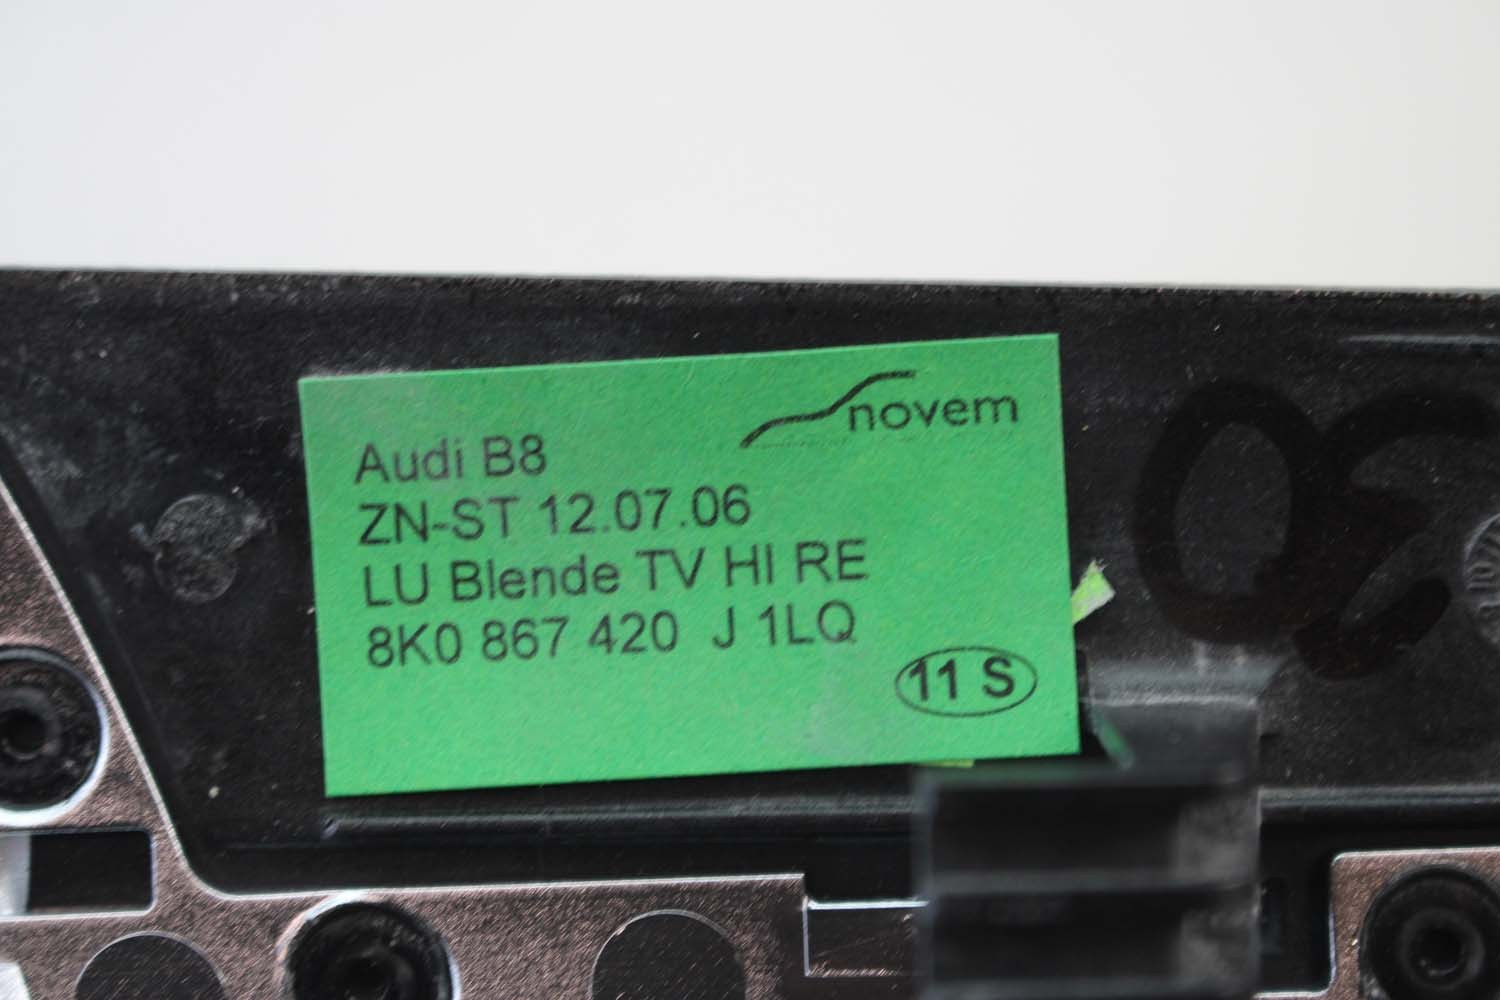 novem
Audi B8
ZN-ST 12.07.06
LU Blende TV HI RE
8K0 867 420 J 1LQ
11 S